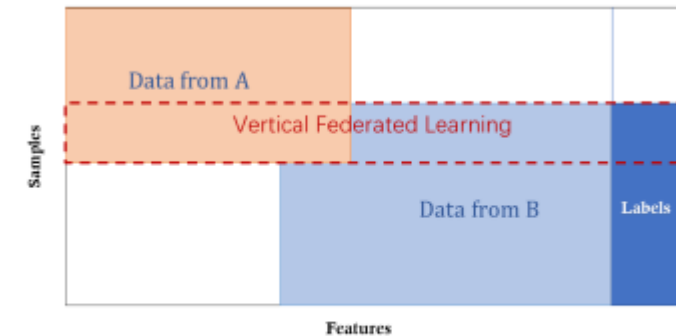 Data from A
Vertical Federated Learning
Samples
Data from B
Labels
Features